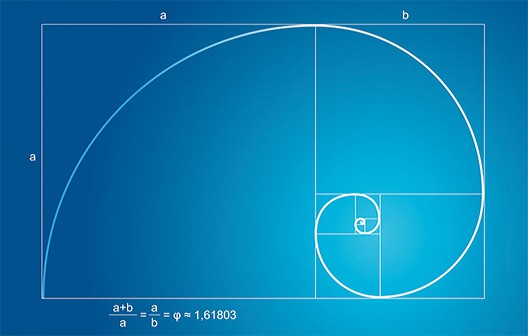 a b
a
a+b/a = a/b = φ ≈ 1,61803